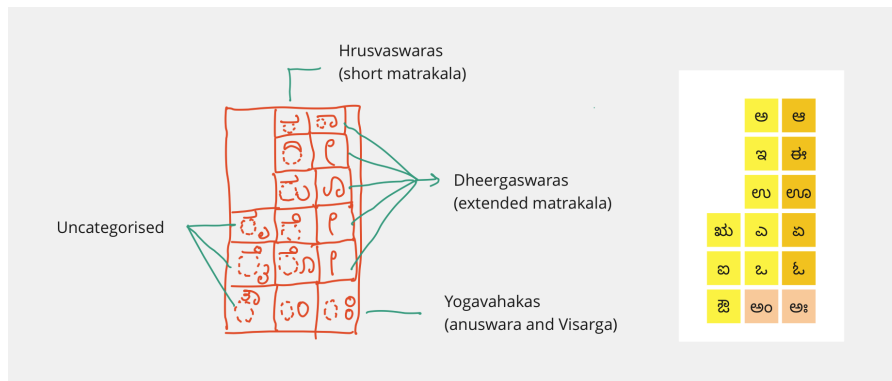 Hrusvaswaras
(short matrakala)
Dheergaswaras
(extended matrakala)
Uncategorised
Yogavahakas
(anuswara and Visarga)
ಅ ಆ
ಇ ಈ
ಉ ಊ
ಋ ಎ ಏ
ಐ ಒ ಓ
ಔ ಅಂ ಅಃ